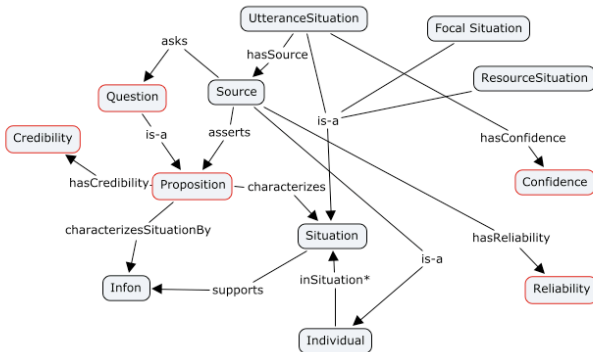 UtteranceSituation
Focal Situation
asks
hasSource
ResourceSituation
Question
Source
is-a
Credibility
is-a
asserts
hasConfidence
hasCredibility
Proposition
characterizes
Confidence
characterizesSituationBy
Situation
hasReliability
is-a
Infon
supports
inSituation*
Reliability
Individual